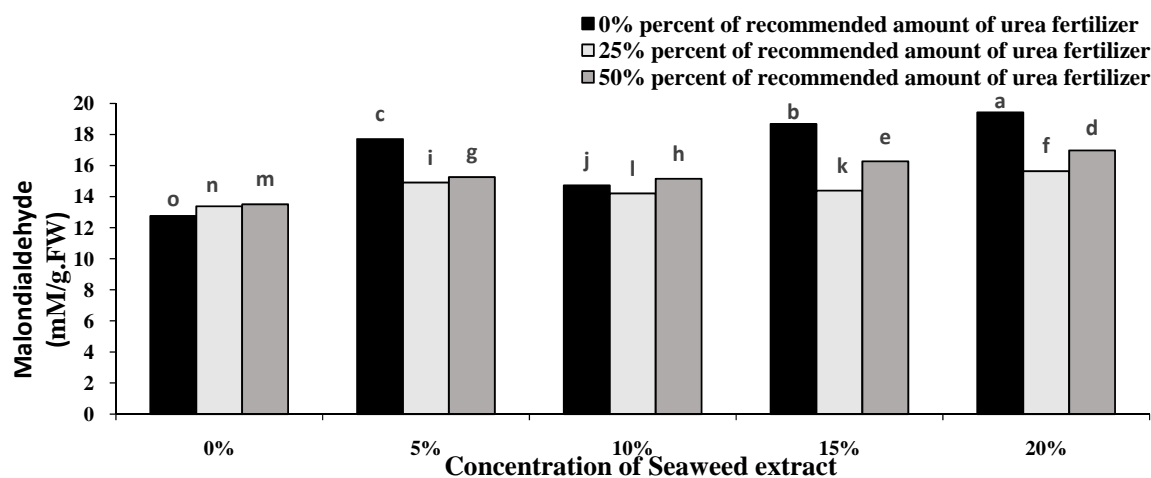 0% percent of recommended amount of urea fertilizer
25% percent of recommended amount of urea fertilizer
50% percent of recommended amount of urea fertilizer
Malondialdehyde
(mM/g.FW)
20
18
16
14
12
10
8
6
4
2
0
o n m
c i g
j l h
b k e
a f d
0% 5% 10% 15% 20%
Concentration of Seaweed extract